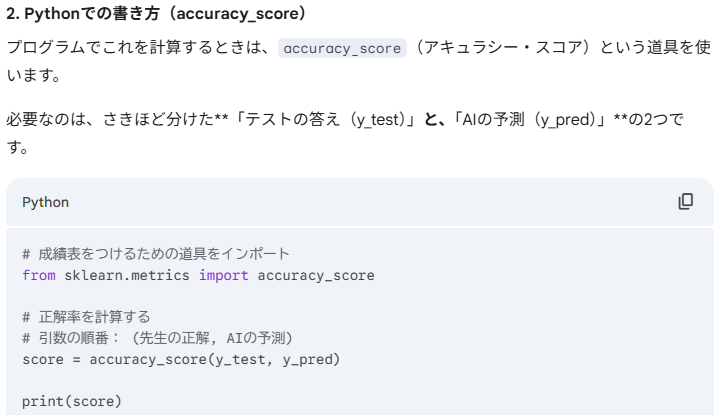 2. Pythonでの書き方（accuracy_score）
プログラムでこれを計算するときは、 accuracy_score （アキュラシー・スコア）という道具を使
います。
必要なのは、さきほど分けた**「テストの答え（y_test）」と、「AIの予測（y_pred）」**の2つで
す。
Python
# 成績表をつけるための道具をインポート
from sklearn.metrics import accuracy_score
# 正解率を計算する
# 引数の順番： (先生の正解, AIの予測)
score = accuracy_score(y_test, y_pred)
print(score)